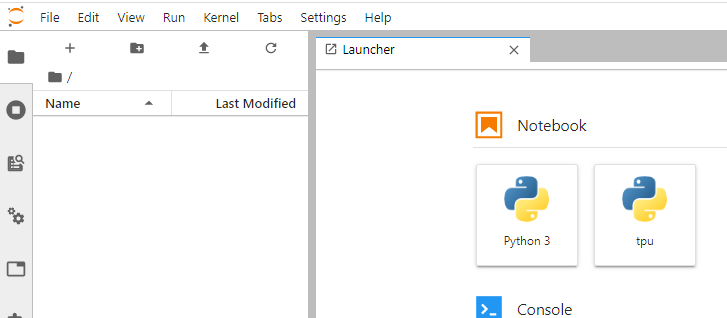 File Edit View Run Kernel Tabs Settings Help
Launcher
/
Name Last Modified
Notebook
Python 3 tpu
Console